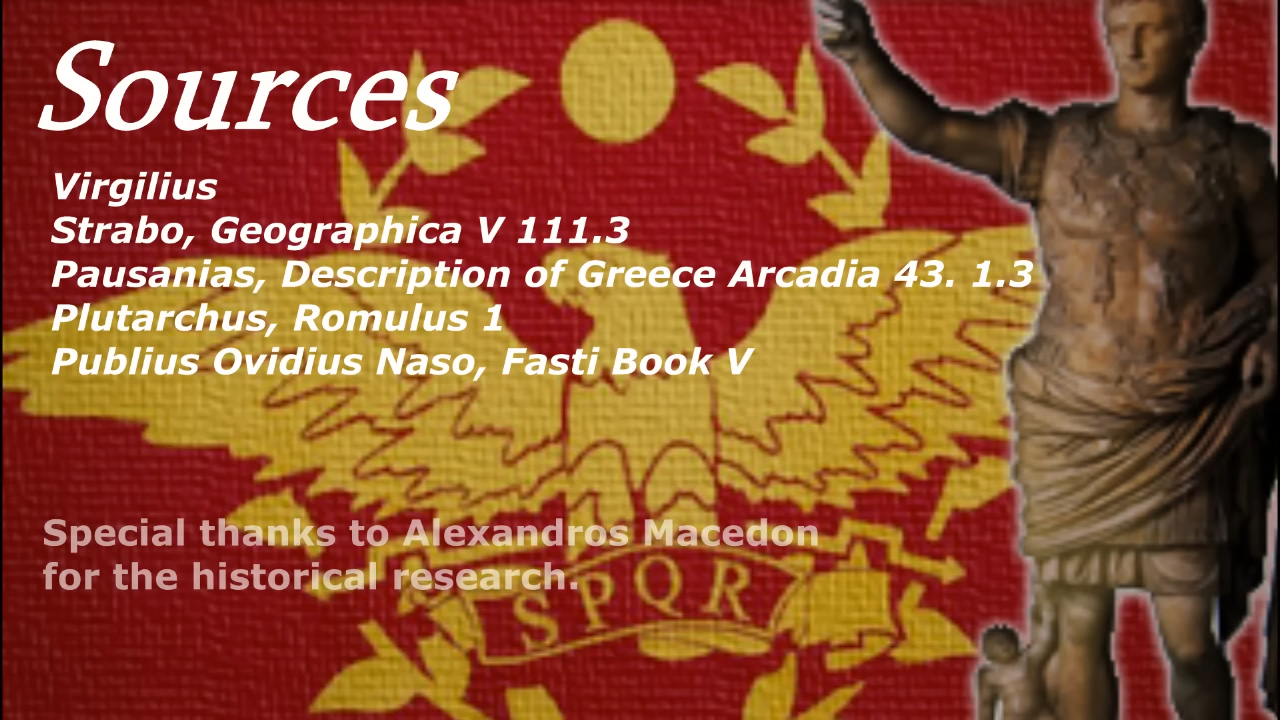 Sources
Virgilius
Strabo, Geographica V 111.3
Pausanias, Description of Greece Arcadia 43. 1.3
Plutarchus, Romulus 1
Publius Ovidius Naso, Fasti Book V
Special thanks to Alexandros Macedon
for the historical research.
SPQR